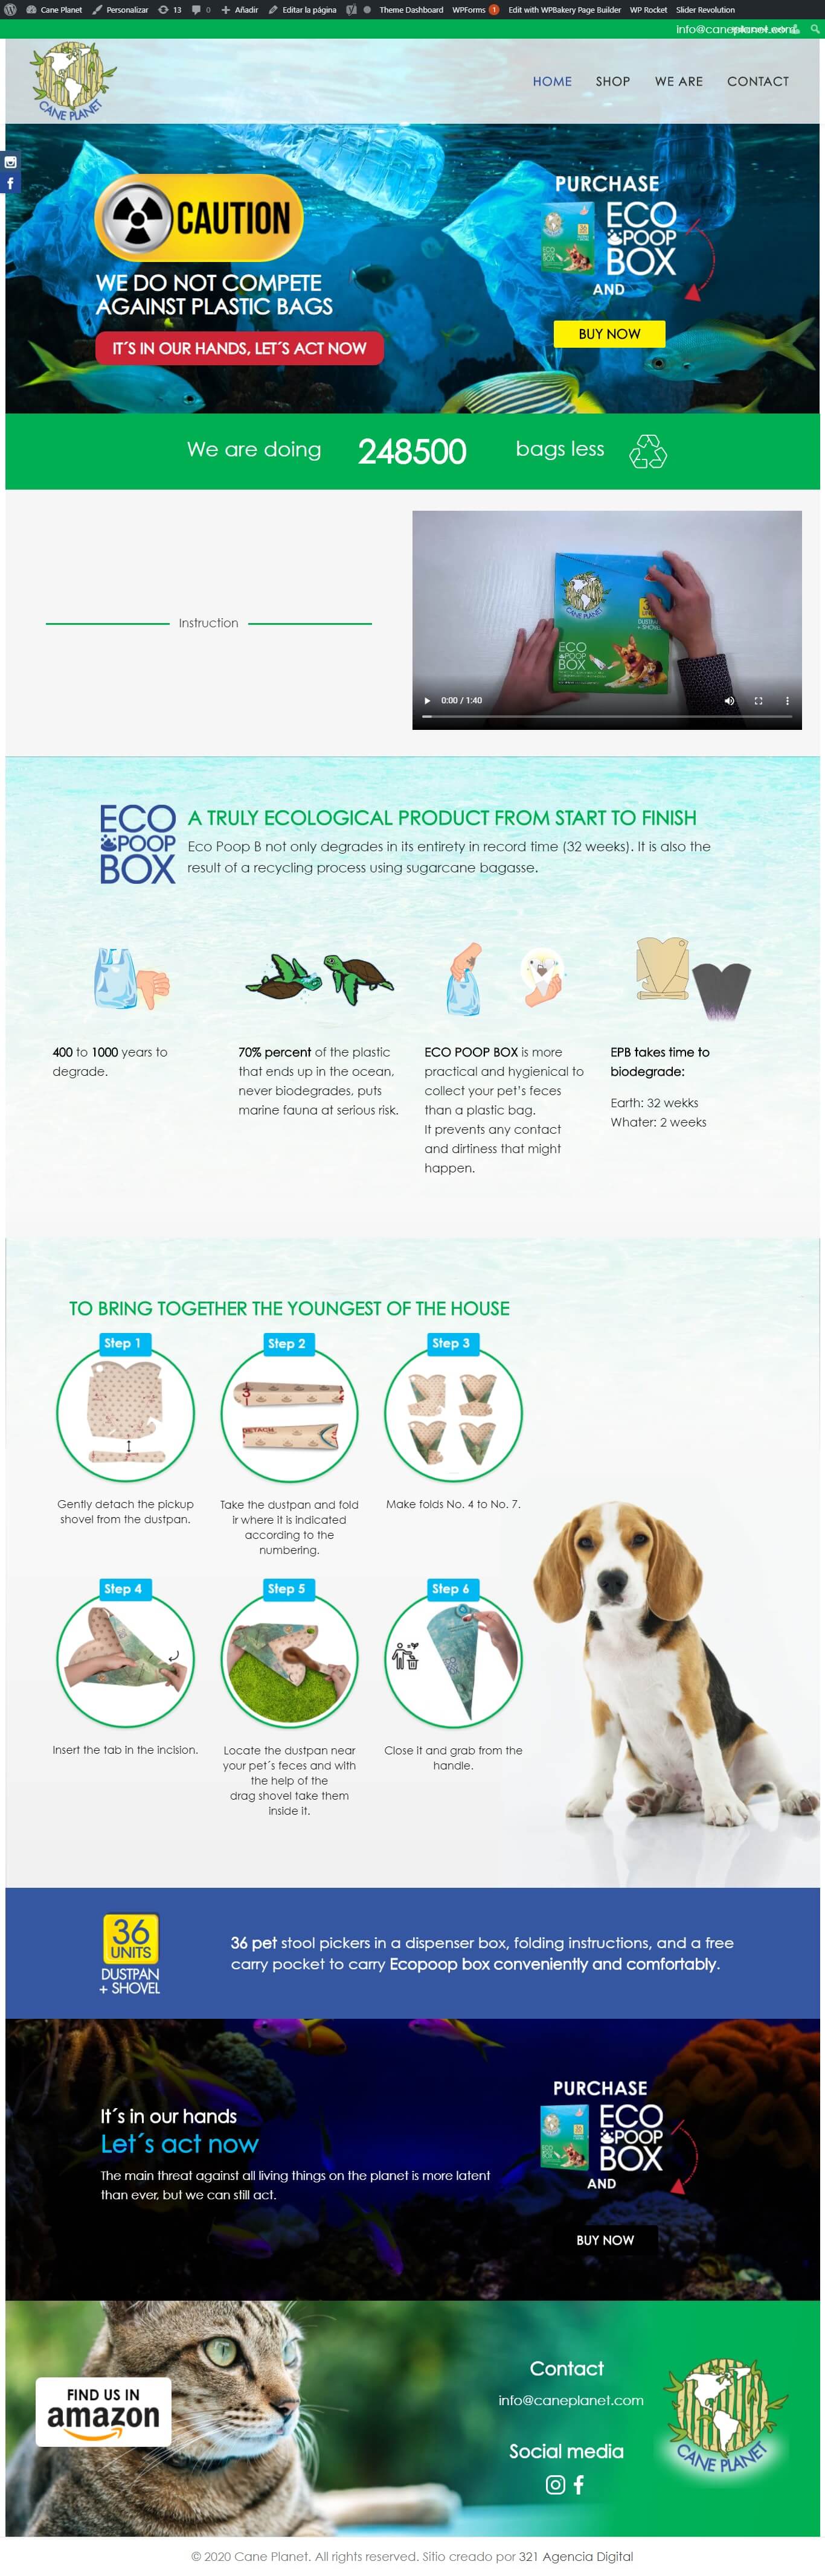 Cane Planet Personalizar 13 0 Añadir Editar la página Theme Dashboard WPForms 1 Edit with WPBakery Page Builder WP Rocket Slider Revolution
CANE PLANET
HOME SHOP WE ARE CONTACT
CAUTION
WE DO NOT COMPETE
AGAINST PLASTIC BAGS
IT´S IN OUR HANDS, LET´S ACT NOW
PURCHASE
ECO
POOP
BOX
AND
BUY NOW
We are doing 248500 bags less
Instruction
CANE PLANET
DUSTPAN
+ SHOVEL
ECO
POOP
BOX
0:00 / 1:40
ECO
POOP
BOX
A TRULY ECOLOGICAL PRODUCT FROM START TO FINISH
Eco Poop B not only degrades in its entirety in record time (32 weeks). It is also the
result of a recycling process using sugarcane bagasse.
400 to 1000 years to
degrade.
70% percent of the plastic
that ends up in the ocean,
never biodegrades, puts
marine fauna at serious risk.
ECO POOP BOX is more
practical and hygienical to
collect your pet's feces
than a plastic bag.
It prevents any contact
and dirtiness that might
happen.
EPB takes time to
biodegrade:
Earth: 32 wekks
Whater: 2 weeks
TO BRING TOGETHER THE YOUNGEST OF THE HOUSE
Step 1
Step 2
Step 3
3
DETACH
Gently detach the pickup
shovel from the dustpan.
Take the dustpan and fold
ir where it is indicated
according to the
numbering.
Make folds No. 4 to No. 7.
Step 4
Step 5
Step 6
Insert the tab in the incision.
Locate the dustpan near
your pet´s feces and with
the help of the
drag shovel take them
inside it.
Close it and grab from the
handle.
36
UNITS
DUSTPAN
+ SHOVEL
36 pet stool pickers in a dispenser box, folding instructions, and a free
carry pocket to carry Ecopoop box conveniently and comfortably.
It´s in our hands
Let´s act now
The main threat against all living things on the planet is more latent
than ever, but we can still act.
PURCHASE
ECO
POOP
BOX
AND
BUY NOW
FIND US IN
amazon
Contact
info@caneplanet.com
Social media
CANE PLANET
© 2020 Cane Planet. All rights reserved. Sitio creado por 321 Agencia Digital